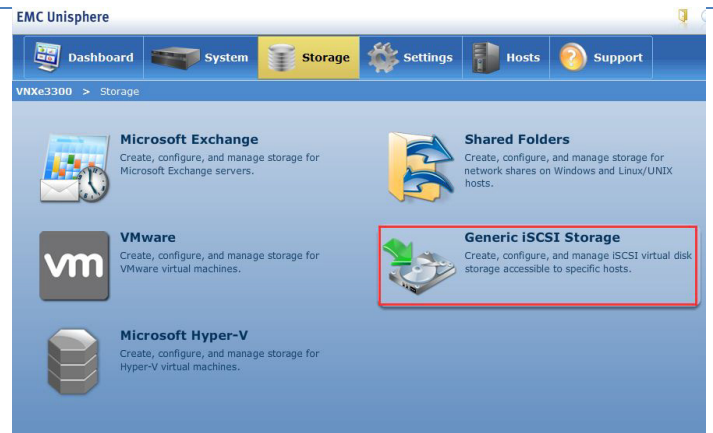 EMC Unisphere
Dashboard System Storage Settings Hosts Support
VNXe3300 > Storage
Microsoft Exchange
Create, configure, and manage storage for
Microsoft Exchange servers.
Shared Folders
Create, configure, and manage storage for
network shares on Windows and Linux/UNIX
hosts.
vm
VMware
Create, configure, and manage storage for
VMware virtual machines.
Generic iSCSI Storage
Create, configure, and manage iSCSI virtual disk
storage accessible to specific hosts.
Microsoft Hyper-V
Create, configure, and manage storage for
Hyper-V virtual machines.